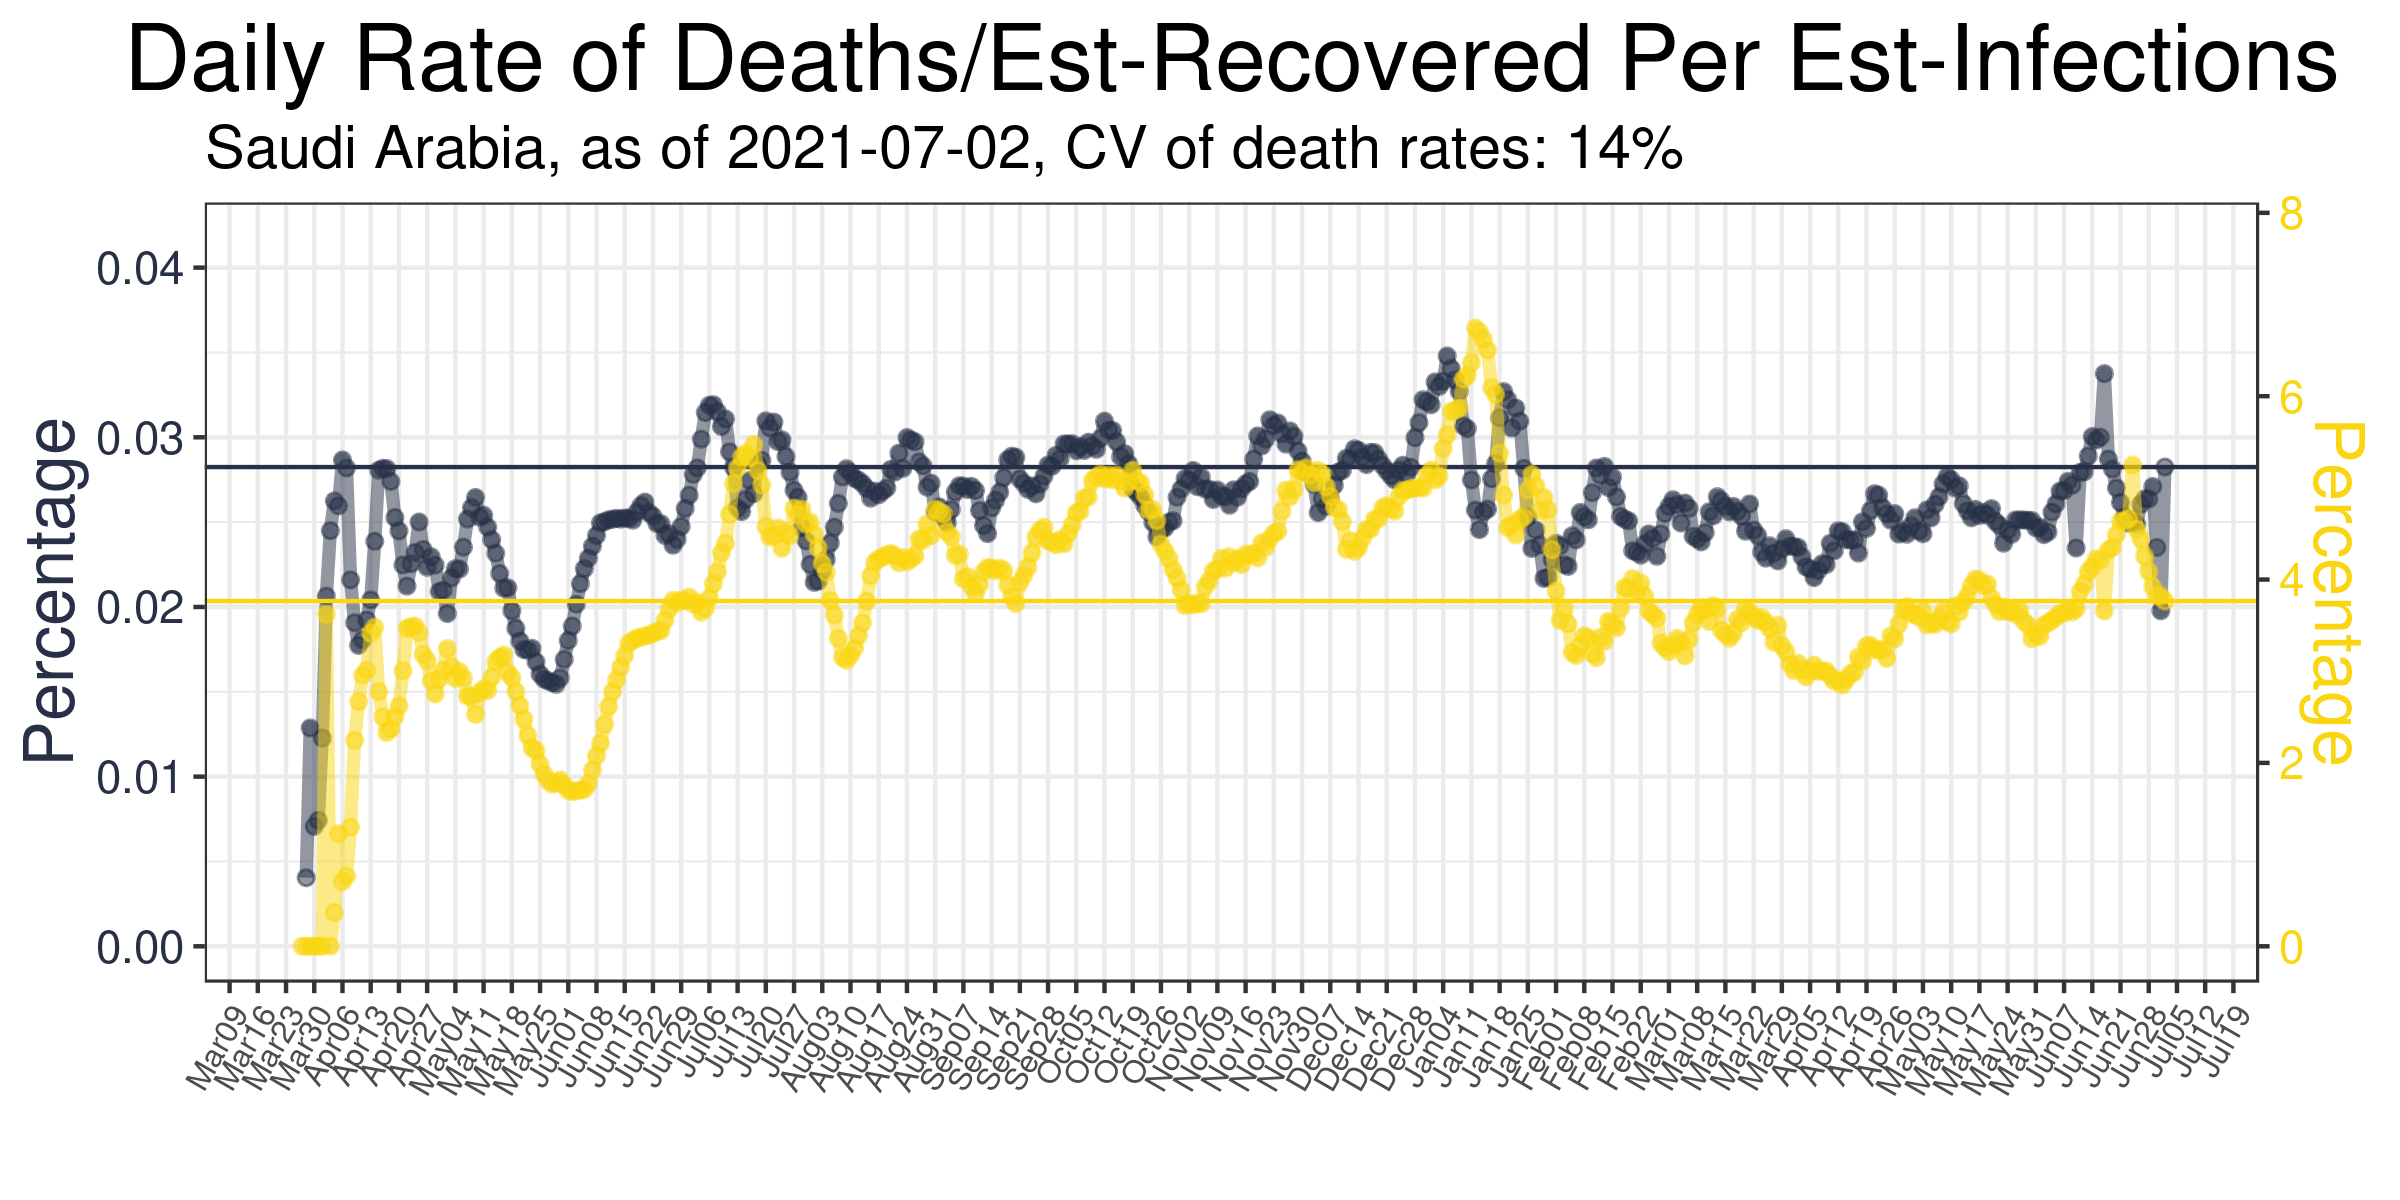 Daily Rate of Deaths/Est-Recovered Per Est-Infections
Saudi Arabia, as of 2021-07-02, CV of death rates: 14%
Percentage
0.04
0.03
0.02
0.01
0.00
8
6
4
2
0
Percentage
Mar09
Mar16
Mar23
Mar30
Apr06
Apr13
Apr20
Apr27
May04
May11
May18
May25
Jun01
Jun08
Jun15
Jun22
Jun29
Jul06
Jul13
Jul20
Jul27
Aug03
Aug10
Aug17
Aug24
Aug31
Sep07
Sep14
Sep21
Sep28
Oct05
Oct12
Oct19
Oct26
Nov02
Nov09
Nov16
Nov23
Nov30
Dec07
Dec14
Dec21
Dec28
Jan04
Jan11
Jan18
Jan25
Feb01
Feb08
Feb15
Feb22
Mar01
Mar08
Mar15
Mar22
Mar29
Apr05
Apr12
Apr19
Apr26
May03
May10
May17
May24
May31
Jun07
Jun14
Jun21
Jun28
Jul05
Jul12
Jul19